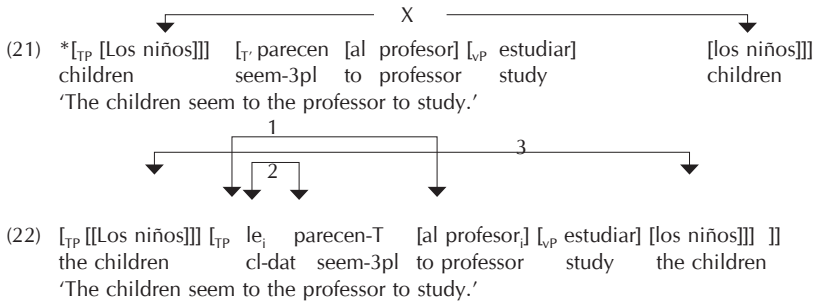 X
(21) *[TP [Los niños]]] [T' parecen [al profesor] [vP estudiar] [los niños]]]
children seem-3pl to professor study children
‘The children seem to the professor to study.’
1
3
2
(22) [TP [[Los niños]]] [TP lei parecen-T [al profesori] [vP estudiar] [los niños]]] ]]
the children cl-dat seem-3pl to professor study the children
‘The children seem to the professor to study.’